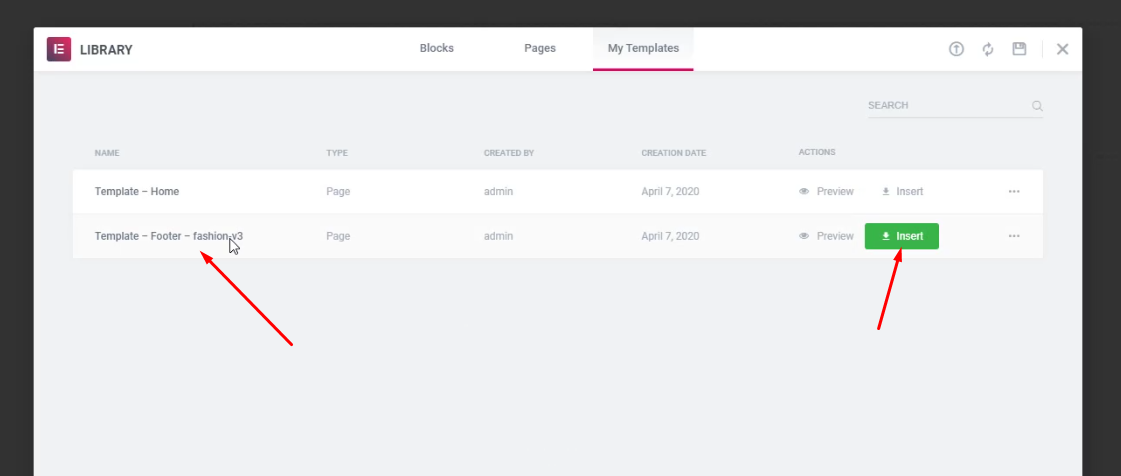 LIBRARY Blocks Pages My Templates
SEARCH
NAME TYPE CREATED BY CREATION DATE ACTIONS
Template – Home Page admin April 7, 2020 Preview Insert
Template – Footer – fashion-v3 Page admin April 7, 2020 Preview Insert